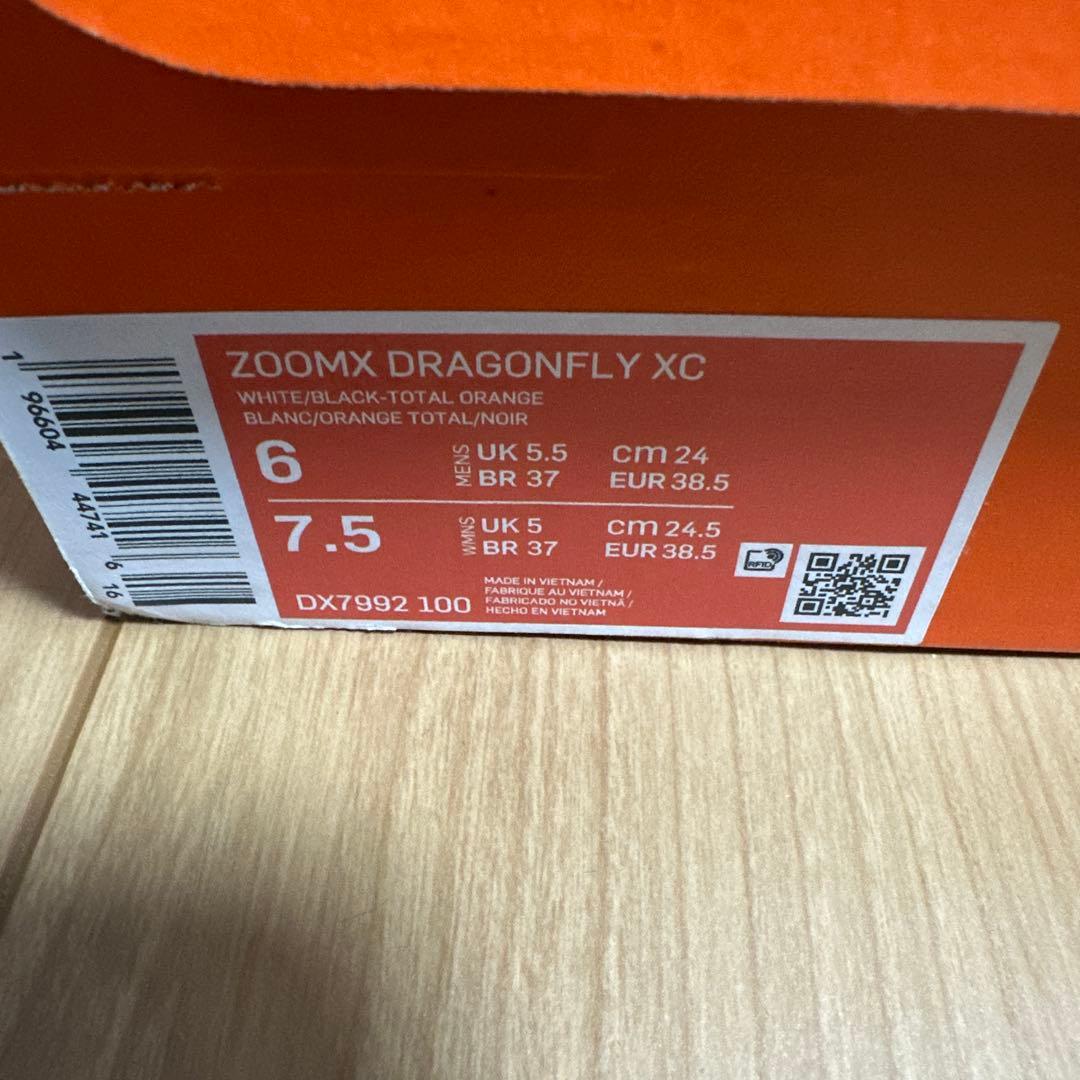 ZOOMX DRAGONFLY XC
WHITE/BLACK-TOTAL ORANGE
BLANC/ORANGE TOTAL/NOIR
6 MENS UK 5.5 cm 24
BR 37 EUR 38.5
7.5 WMNS UK 5 cm 24.5
BR 37 EUR 38.5
RFID
DX7992 100
MADE IN VIETNAM /
FABRIQUE AU VIETNAM /
FABRICADO NO VIETNÃ /
HECHO EN VIETNAM
1 96604 44741 6 16